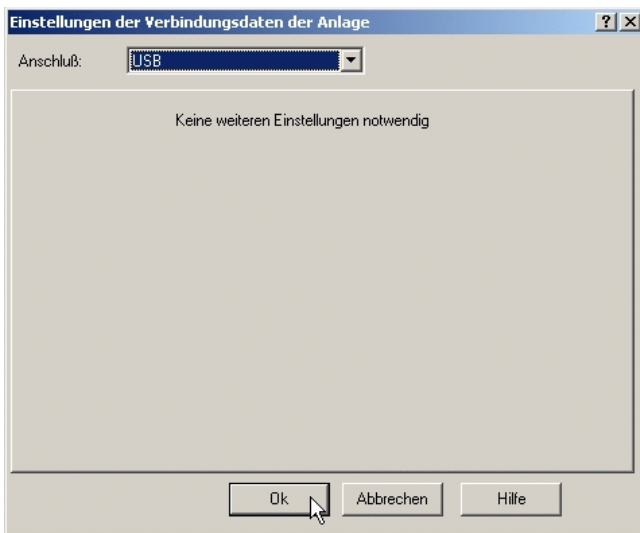 Einstellungen der Verbindungsdaten der Anlage
Anschluß: USB
Keine weiteren Einstellungen notwendig
Ok Abbrechen Hilfe